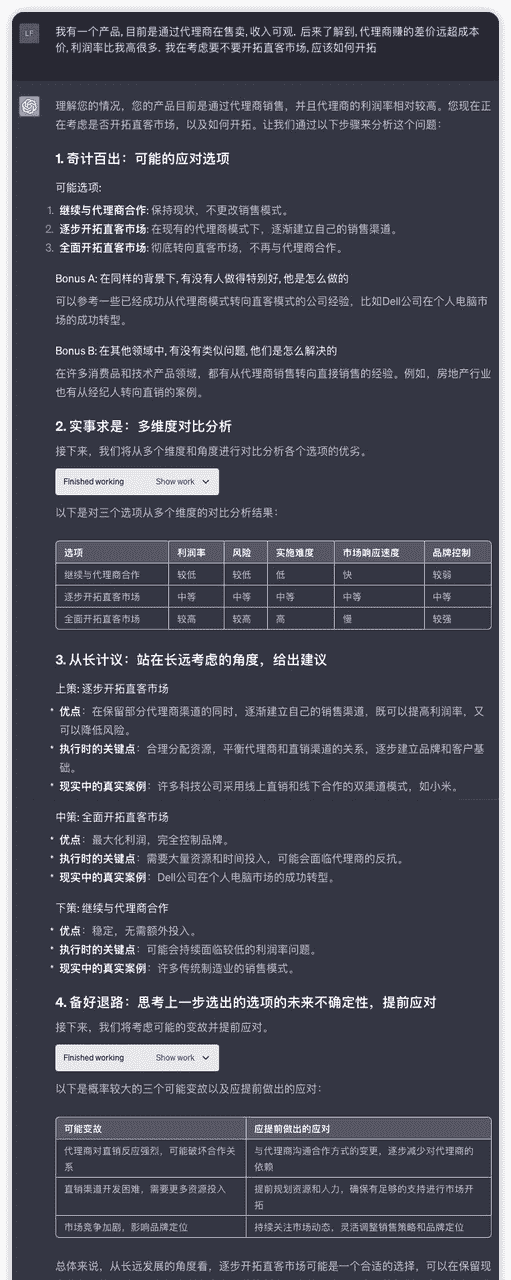 LF
我有一个产品, 目前是通过代理商在售卖, 收入可观. 后来了解到, 代理商赚的差价远超成本
价, 利润率比我高很多. 我在考虑要不要开拓直客市场, 应该如何开拓
理解您的情况，您的产品目前是通过代理商销售，并且代理商的利润率相对较高。您现在正
在考虑是否开拓直客市场，以及如何开拓。让我们通过以下步骤来分析这个问题：
1. 奇计百出：可能的应对选项
可能选项:
1. 继续与代理商合作: 保持现状，不更改销售模式。
2. 逐步开拓直客市场: 在现有的代理商模式下，逐渐建立自己的销售渠道。
3. 全面开拓直客市场: 彻底转向直客市场，不再与代理商合作。
Bonus A: 在同样的背景下, 有没有人做得特别好, 他是怎么做的
可以参考一些已经成功从代理商模式转向直客模式的公司经验，比如Dell公司在个人电脑市
场的成功转型。
Bonus B: 在其他领域中, 有没有类似问题, 他们是怎么解决的
在许多消费品和技术产品领域，都有从代理商销售转向直接销售的经验。例如，房地产行业
也有从经纪人转向直销的案例。
2. 实事求是：多维度对比分析
接下来，我们将从多个维度和角度进行对比分析各个选项的优劣。
Finished working Show work
以下是对三个选项从多个维度的对比分析结果：
选项 利润率 风险 实施难度 市场响应速度 品牌控制
继续与代理商合作 较低 较低 低 快 较弱
逐步开拓直客市场 中等 中等 中等 中等 中等
全面开拓直客市场 较高 较高 高 慢 较强
3. 从长计议：站在长远考虑的角度，给出建议
上策: 逐步开拓直客市场
• 优点：在保留部分代理商渠道的同时，逐渐建立自己的销售渠道，既可以提高利润率，又
可以降低风险。
• 执行时的关键点：合理分配资源，平衡代理商和直销渠道的关系，逐步建立品牌和客户基
础。
• 现实中的真实案例：许多科技公司采用线上直销和线下合作的双渠道模式，如小米。
中策: 全面开拓直客市场
• 优点：最大化利润，完全控制品牌。
• 执行时的关键点：需要大量资源和时间投入，可能会面临代理商的反抗。
• 现实中的真实案例：Dell公司在个人电脑市场的成功转型。
下策: 继续与代理商合作
• 优点：稳定，无需额外投入。
• 执行时的关键点：可能会持续面临较低的利润率问题。
• 现实中的真实案例：许多传统制造业的销售模式。
4. 备好退路：思考上一步选出的选项的未来不确定性，提前应对
接下来，我们将考虑可能的变故并提前应对。
Finished working Show work
以下是概率较大的三个可能变故以及应提前做出的应对：
可能变故 应提前做出的应对
代理商对直销反应强烈，可能破坏合作关
系
与代理商沟通合作方式的变更，逐步减少对代理商的
依赖
直销渠道开发困难，需要更多资源投入
提前规划资源和人力，确保有足够的支持进行市场开
拓
市场竞争加剧，影响品牌定位 持续关注市场动态，灵活调整销售策略和品牌定位
总体来说，从长远发展的角度看，逐步开拓直客市场可能是一个合适的选择，可以在保留现